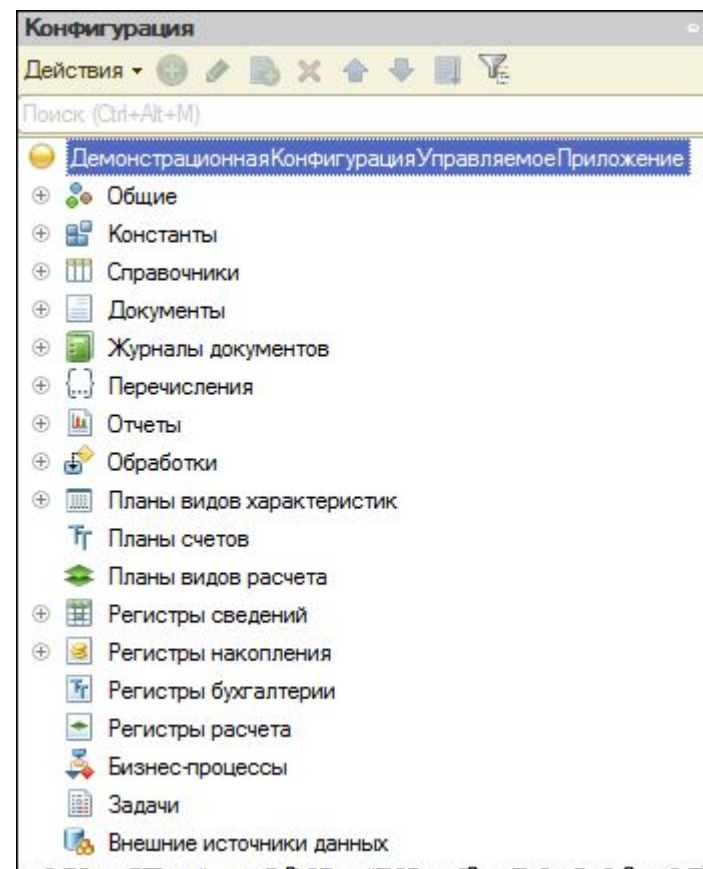 Конфигурация
Действия
Поиск (Ctrl+Alt+M)
ДемонстрационнаяКонфигурацияУправляемоеПриложение
Общие
Константы
Справочники
Документы
Журналы документов
Перечисления
Отчеты
Обработки
Планы видов характеристик
Планы счетов
Планы видов расчета
Регистры сведений
Регистры накопления
Регистры бухгалтерии
Регистры расчета
Бизнес-процессы
Задачи
Внешние источники данных